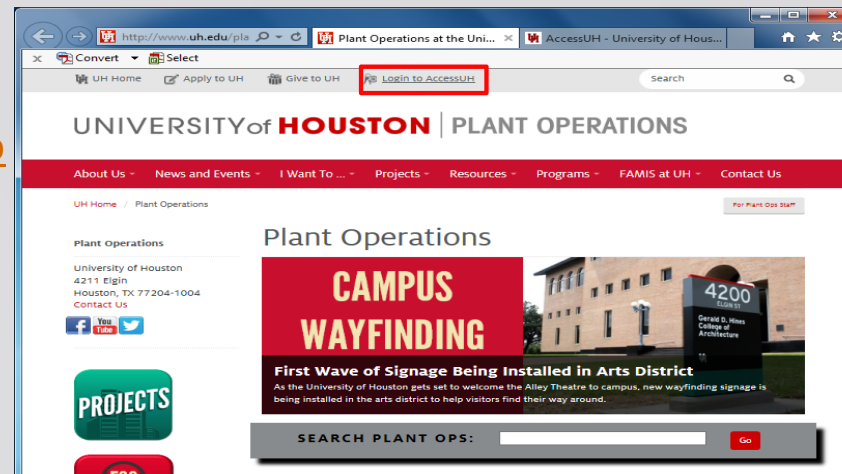 http://www.uh.edu/pla
Plant Operations at the Uni...
AccessUH - University of Hous...
x Convert Select
UH Home Apply to UH Give to UH Login to AccessUH Search
UNIVERSITY of HOUSTON | PLANT OPERATIONS
About Us News and Events I Want To ... Projects Resources Programs FAMIS at UH Contact Us
UH Home / Plant Operations
For Plant Ops Staff
Plant Operations
University of Houston
4211 Elgin
Houston, TX 77204-1004
Contact Us
f You Tube
PROJECTS
Plant Operations
CAMPUS
WAYFINDING
4200
ELGIN ST
Gerald D. Hines
College of
Architecture
First Wave of Signage Being Installed in Arts District
As the University of Houston gets set to welcome the Alley Theatre to campus, new wayfinding signage is
being installed in the arts district to help visitors find their way around.
SEARCH PLANT OPS: Go